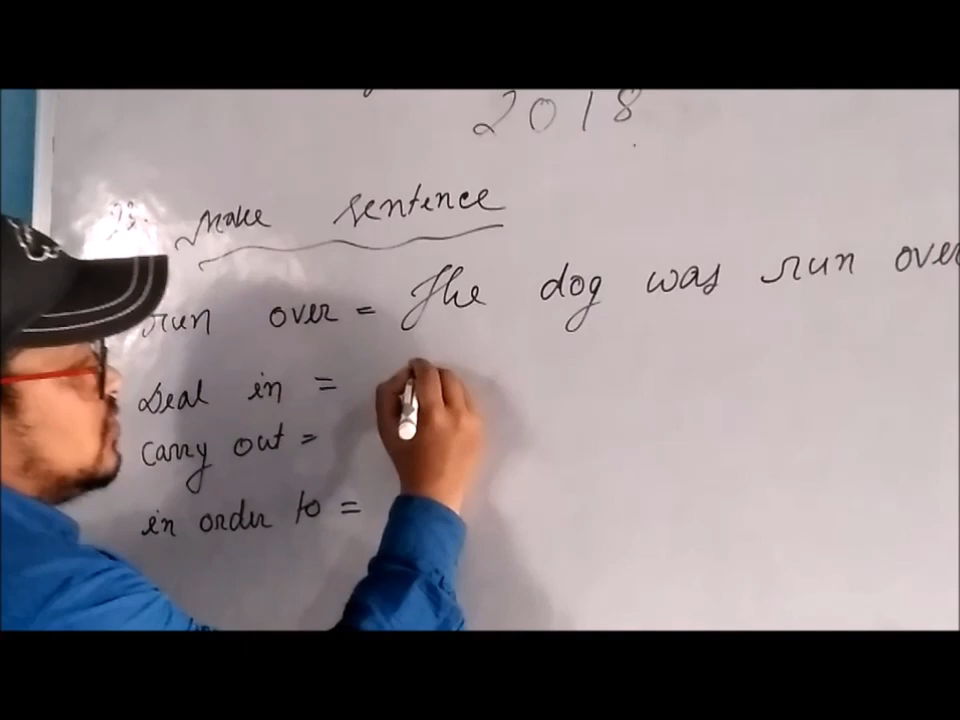 2018
Make sentence
run over = The dog was run over
Deal in =
Carry out =
in order to =